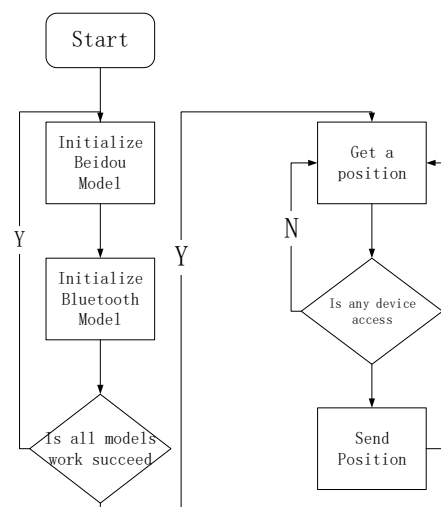 Start
Initialize
Beidou
Model
Y
Initialize
Bluetooth
Model
Is all models
work succeed
Y
Get a
position
N
Is any device
access
Send
Position